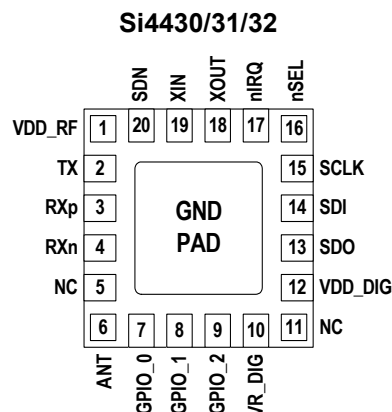 Si4430/31/32
SDN
XIN
XOUT
nIRQ
nSEL
20 19 18 17 16
VDD_RF 1
TX 2
RXp 3
RXn 4
NC 5
6
ANT
GND
PAD
15 SCLK
14 SDI
13 SDO
12 VDD_DIG
11 NC
7 8 9 10
GPIO_0
GPIO_1
GPIO_2
VR_DIG